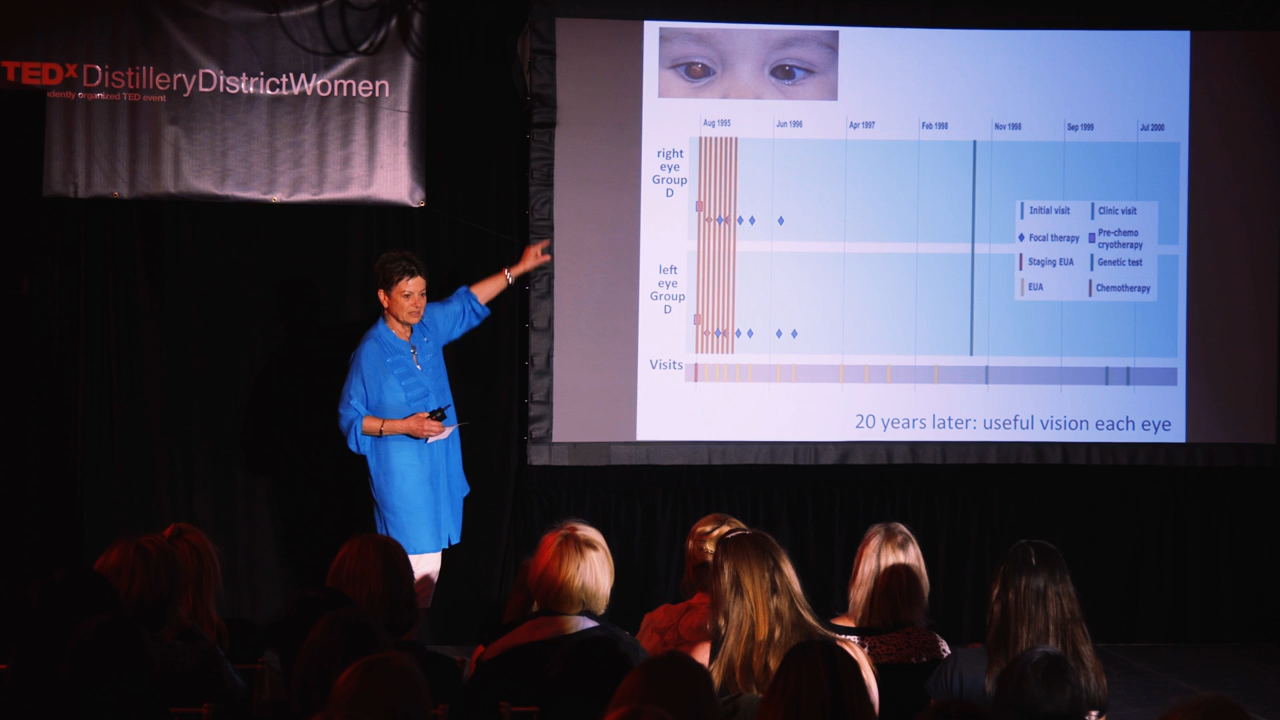 TEDx DistilleryDistrictWomen
dently organized TED event
Aug 1995
Jun 1996
Apr 1997
Feb 1998
Nov 1998
Sep 1999
Jul 2000
right
eye
Group
D
Initial visit
Clinic visit
Focal therapy
Pre-chemo
cryotherapy
Staging EUA
Genetic test
EUA
Chemotherapy
left
eye
Group
D
Visits
20 years later: useful vision each eye